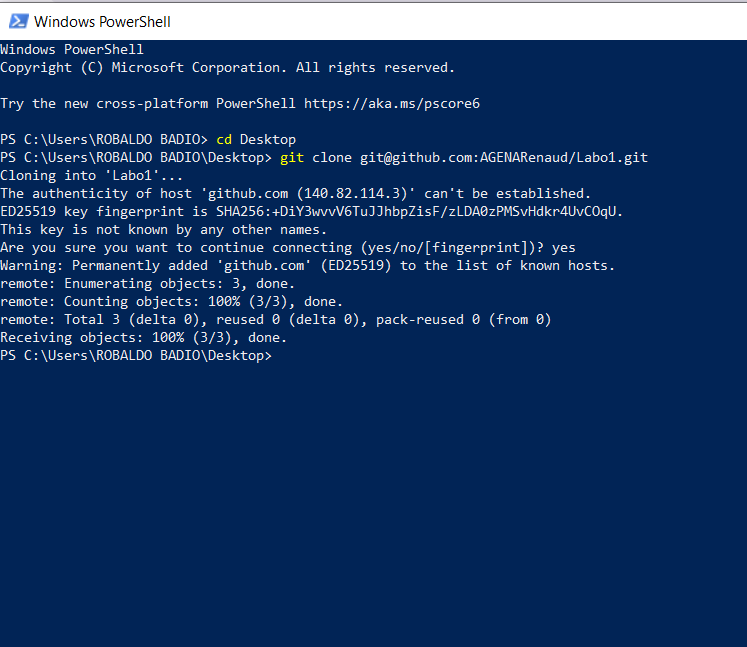 Windows PowerShell
Windows PowerShell
Copyright (C) Microsoft Corporation. All rights reserved.
Try the new cross-platform PowerShell https://aka.ms/pscore6
PS C:\Users\ROBALDO BADIO> cd Desktop
PS C:\Users\ROBALDO BADIO\Desktop> git clone git@github.com:AGENARenaud/Labo1.git
Cloning into 'Labo1'...
The authenticity of host 'github.com (140.82.114.3)' can't be established.
ED25519 key fingerprint is SHA256:+DiY3wvvV6TuJJhbpZisF/zLDA0zPMSvHdkr4UvCOqU.
This key is not known by any other names.
Are you sure you want to continue connecting (yes/no/[fingerprint])? yes
Warning: Permanently added 'github.com' (ED25519) to the list of known hosts.
remote: Enumerating objects: 3, done.
remote: Counting objects: 100% (3/3), done.
remote: Total 3 (delta 0), reused 0 (delta 0), pack-reused 0 (from 0)
Receiving objects: 100% (3/3), done.
PS C:\Users\ROBALDO BADIO\Desktop>